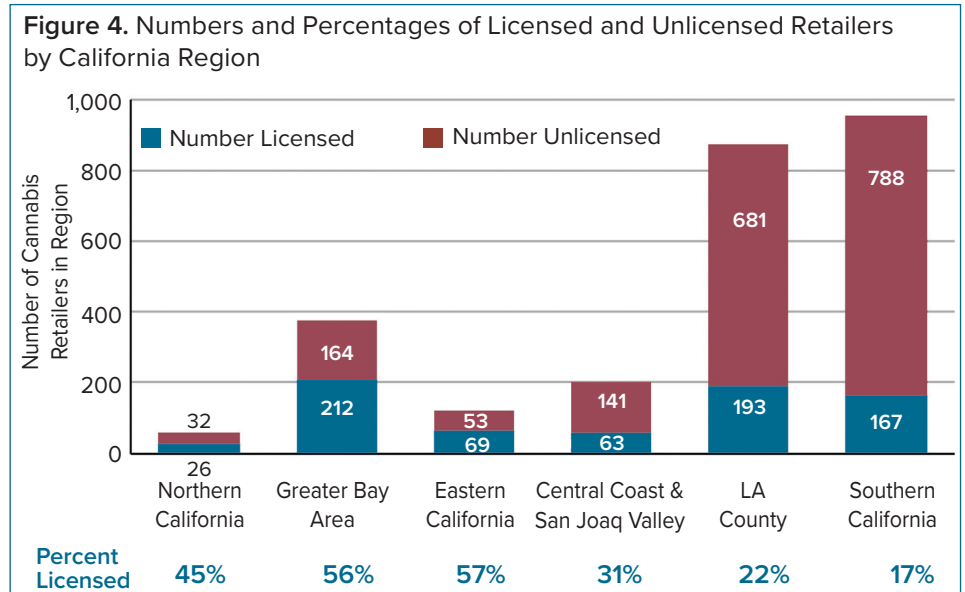 Figure 4. Numbers and Percentages of Licensed and Unlicensed Retailers
by California Region
Number of Cannabis
Retailers in Region
1,000
800
600
400
200
0
Number Licensed
Number Unlicensed
32
26
164
212
53
69
141
63
681
193
788
167
Northern
California
Greater Bay
Area
Eastern
California
Central Coast &
San Joaq Valley
LA
County
Southern
California
Percent
Licensed
45%
56%
57%
31%
22%
17%